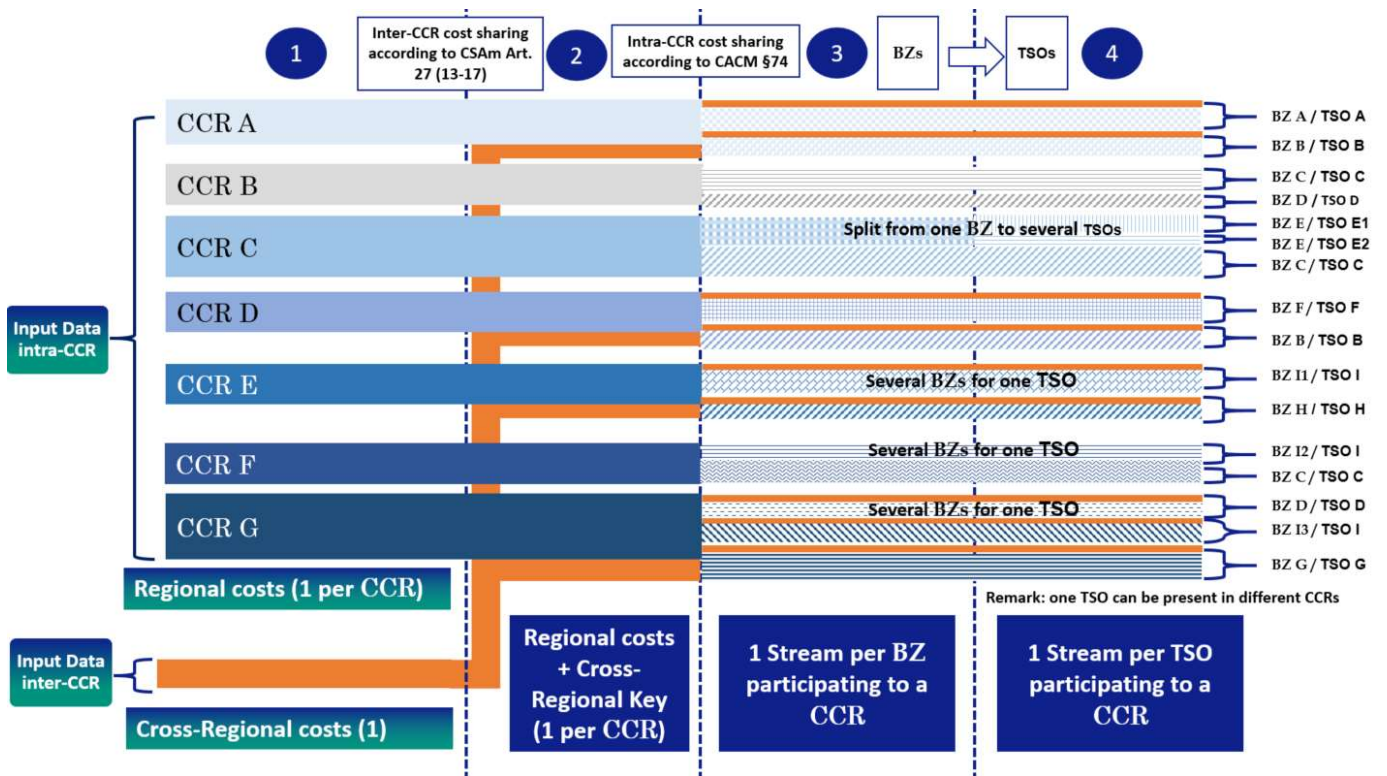 1
Inter-CCR cost sharing
according to CSAm Art.
27 (13-17)
2
Intra-CCR cost sharing
according to CACM §74
3
BZs
TSOs
4
CCR A
CCR B
CCR C
CCR D
CCR E
CCR F
CCR G
Input Data
intra-CCR
Split from one BZ to several TSOs
Several BZs for one TSO
Several BZs for one TSO
Several BZs for one TSO
BZ A / TSO A
BZ B / TSO B
BZ C / TSO C
BZ D / TSO D
BZ E / TSO E1
BZ E / TSO E2
BZ C / TSO C
BZ F / TSO F
BZ B / TSO B
BZ I1/ TSO I
BZ H / TSO H
BZ I2/ TSO I
BZ C / TSO C
BZ D / TSO D
BZ I3/ TSO I
BZ G / TSO G
Regional costs (1 per CCR)
Remark: one TSO can be present in different CCRs
Input Data
inter-CCR
Cross-Regional costs (1)
Regional costs
+ Cross-
Regional Key
(1 per CCR)
1 Stream per BZ
participating to a
CCR
1 Stream per TSO
participating to a
CCR